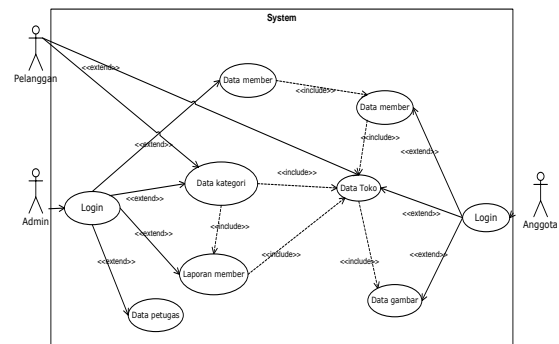 System
Pelanggan
<<extend>>
Data member
<<include>>
Data member
<<extend>>
<<include>>
<<include>>
<<extend>>
Data kategori
<<include>>
Data Toko
Admin
Login
<<extend>>
<<extend>>
Login
Anggota
<<include>>
<<extend>>
<<extend>>
Laporan member
<<include>>
<<include>>
<<extend>>
Data petugas
Data gambar